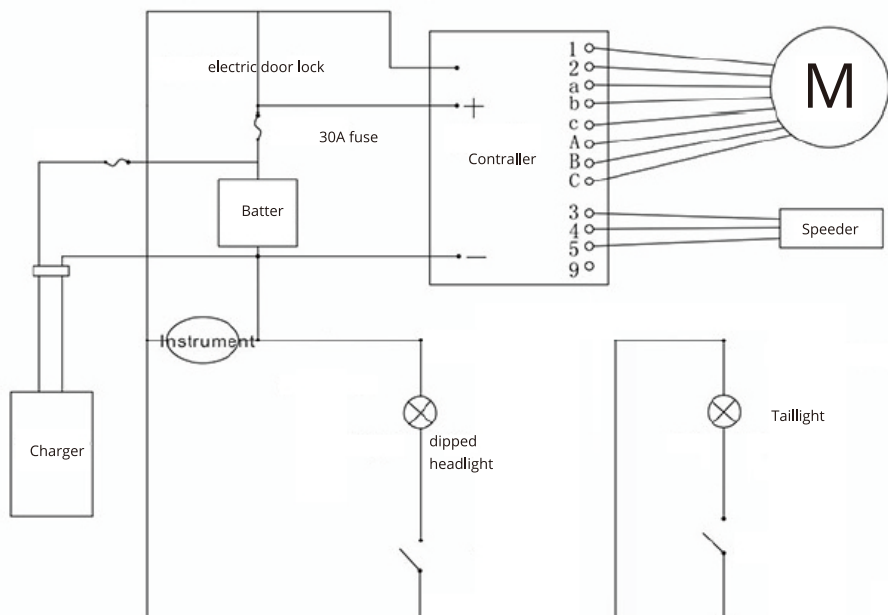 electric door lock
+
30A fuse
Contraller
1
2
a
b
c
A
B
C
M
Batter
3
4
5
9
Speeder
—
Instrument
Charger
dipped
headlight
Taillight